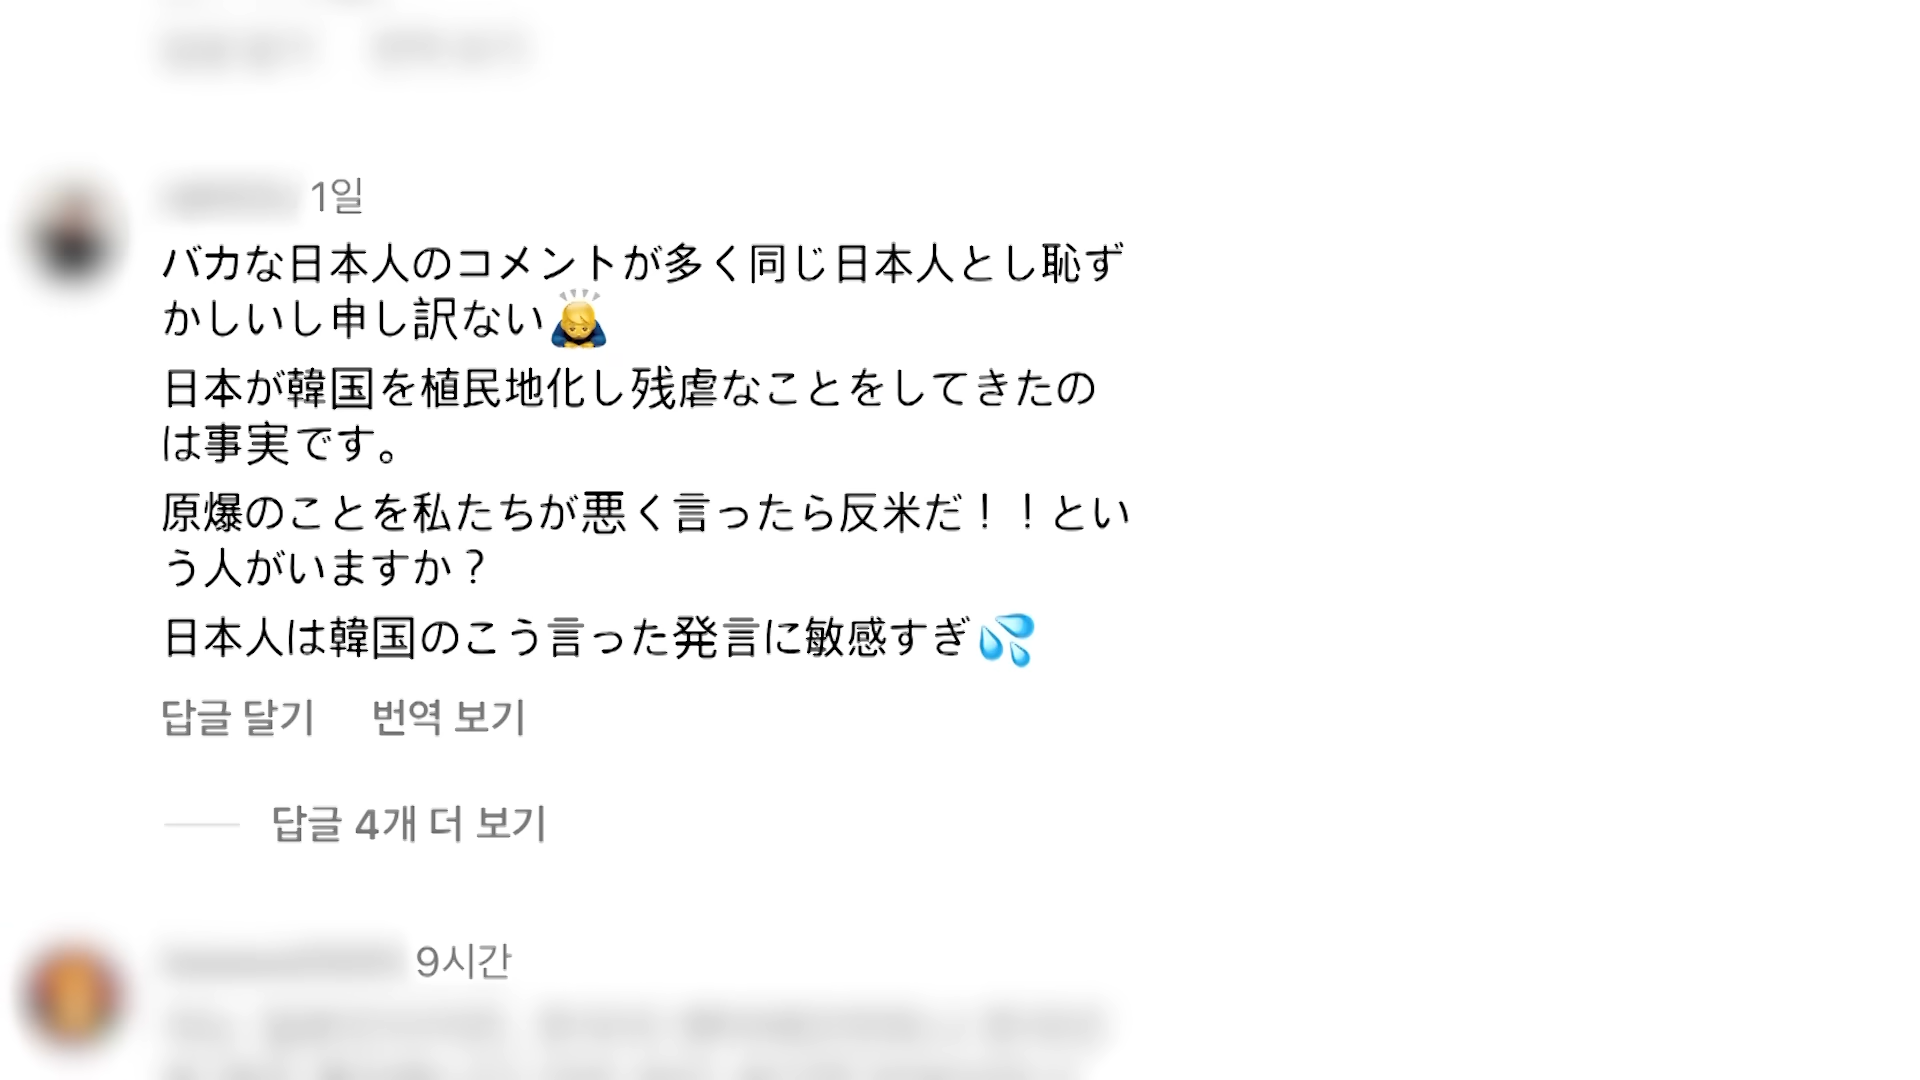 1일
バカな日本人のコメントが多く同じ日本人とし恥ず
かしいし申し訳ない🙇
日本が韓国を植民地化し残虐なことをしてきたの
は事実です。
原爆のことを私たちが悪く言ったら反米だ！！とい
う人がいますか？
日本人は韓国のこう言った発言に敏感すぎ💦
답글 달기 번역 보기
답글 4개 더 보기
9시간